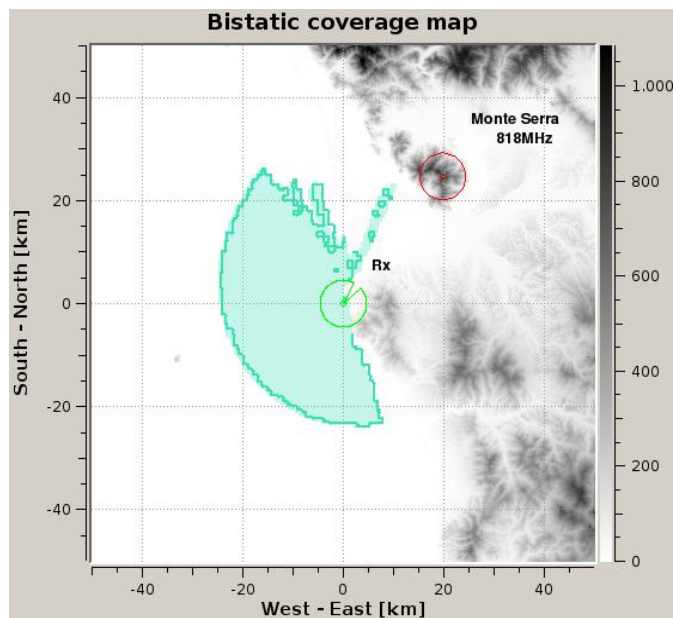 Bistatic coverage map
40
20
0
-20
-40
South - North [km]
Monte Serra
818MHz
Rx
1.000
800
600
400
200
0
-40
-20
0
20
40
West - East [km]